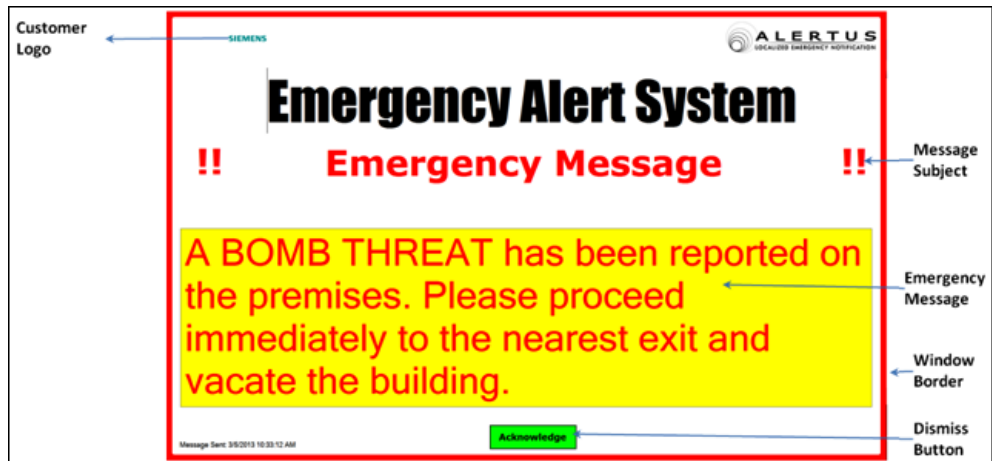 Customer
Logo
SIEMENS
ALERTUS
LOCALIZED EMERGENCY NOTIFICATION
Emergency Alert System
!! Emergency Message !!
Message
Subject
A BOMB THREAT has been reported on
the premises. Please proceed
immediately to the nearest exit and
vacate the building.
Emergency
Message
Window
Border
Message Sent: 3/5/2013 10:33:12 AM
Acknowledge
Dismiss
Button